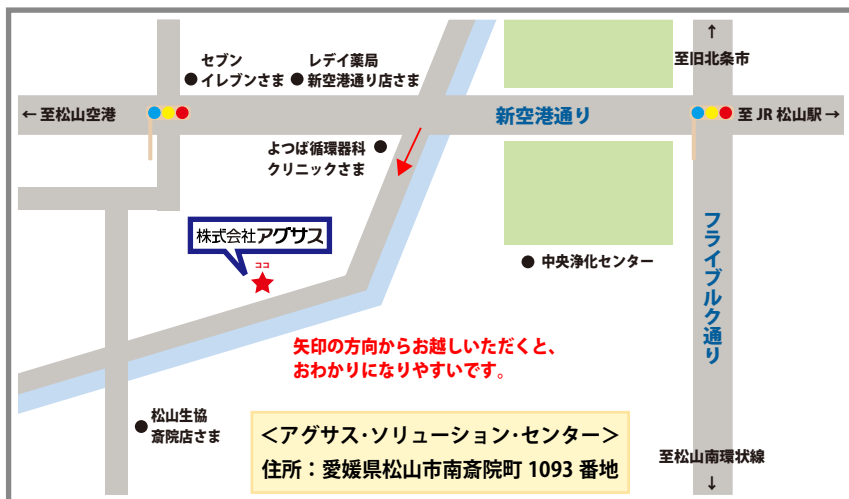 ↑
至旧北条市
セブン
イレブンさま
レデイ薬局
新空港通り店さま
← 至松山空港
新空港通り
至 JR 松山駅 →
よつば循環器科
クリニックさま
株式会社アグサス
ココ
中央浄化センター
フライブルク通り
矢印の方向からお越しいただくと、
おわかりになりやすいです。
松山生協
斎院店さま
＜アグサス・ソリューション・センター＞
住所：愛媛県松山市南斎院町 1093 番地
至松山南環状線
↓